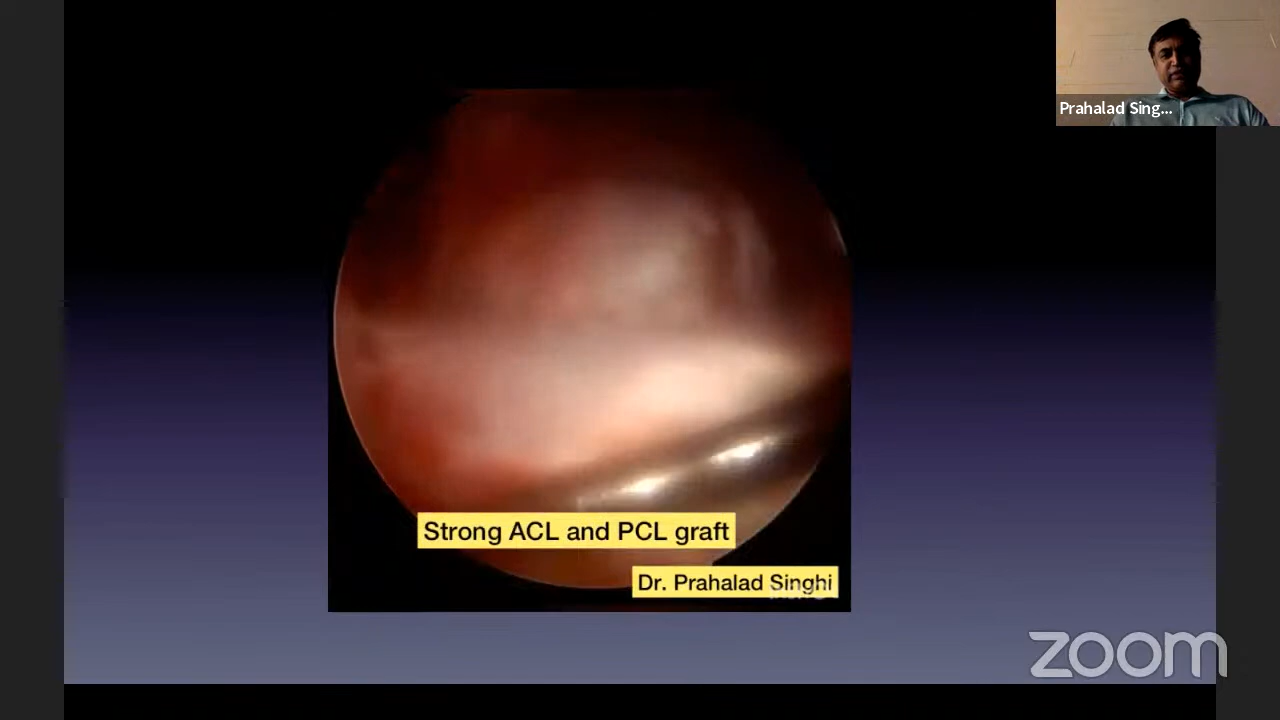 Prahalad Sing...
Strong ACL and PCL graft
Dr. Prahalad Singhi
zoom